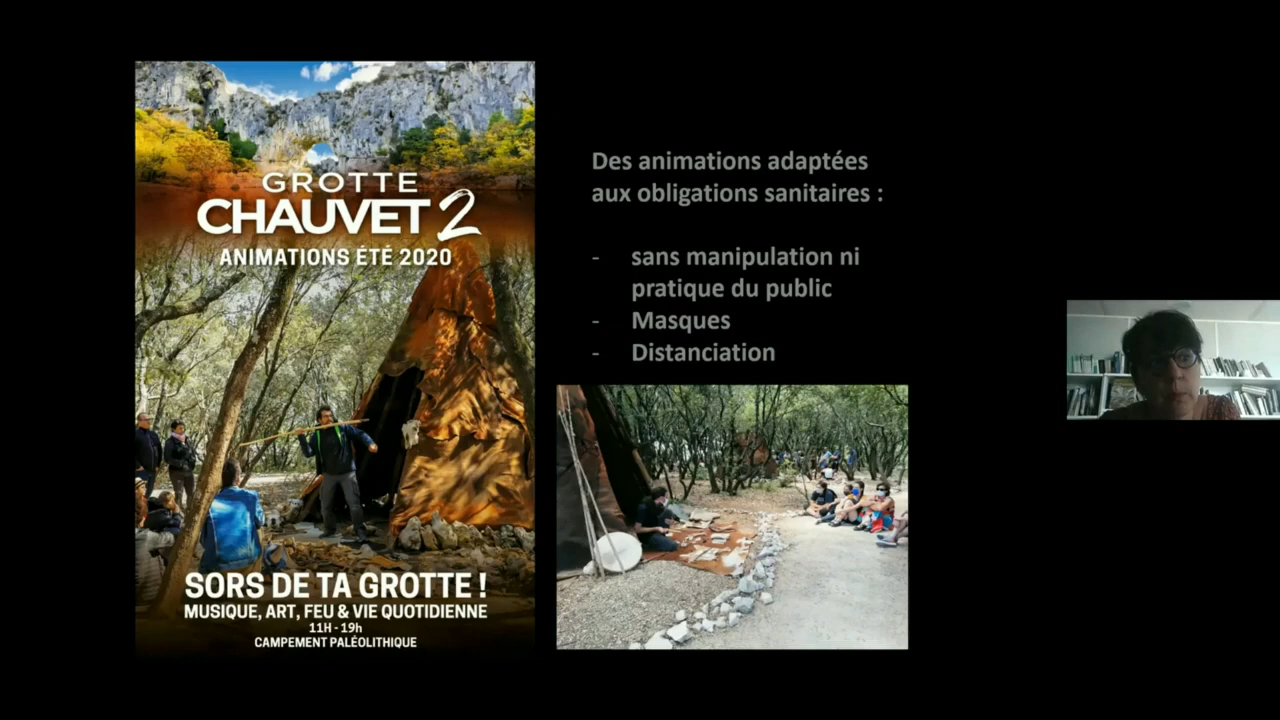 GROTTE
CHAUVET 2
ANIMATIONS ÉTÉ 2020
SORS DE TA GROTTE !
MUSIQUE, ART, FEU & VIE QUOTIDIENNE
11H - 19h
CAMPEMENT PALÉOLITHIQUE
Des animations adaptées
aux obligations sanitaires :
- sans manipulation ni
pratique du public
- Masques
- Distanciation